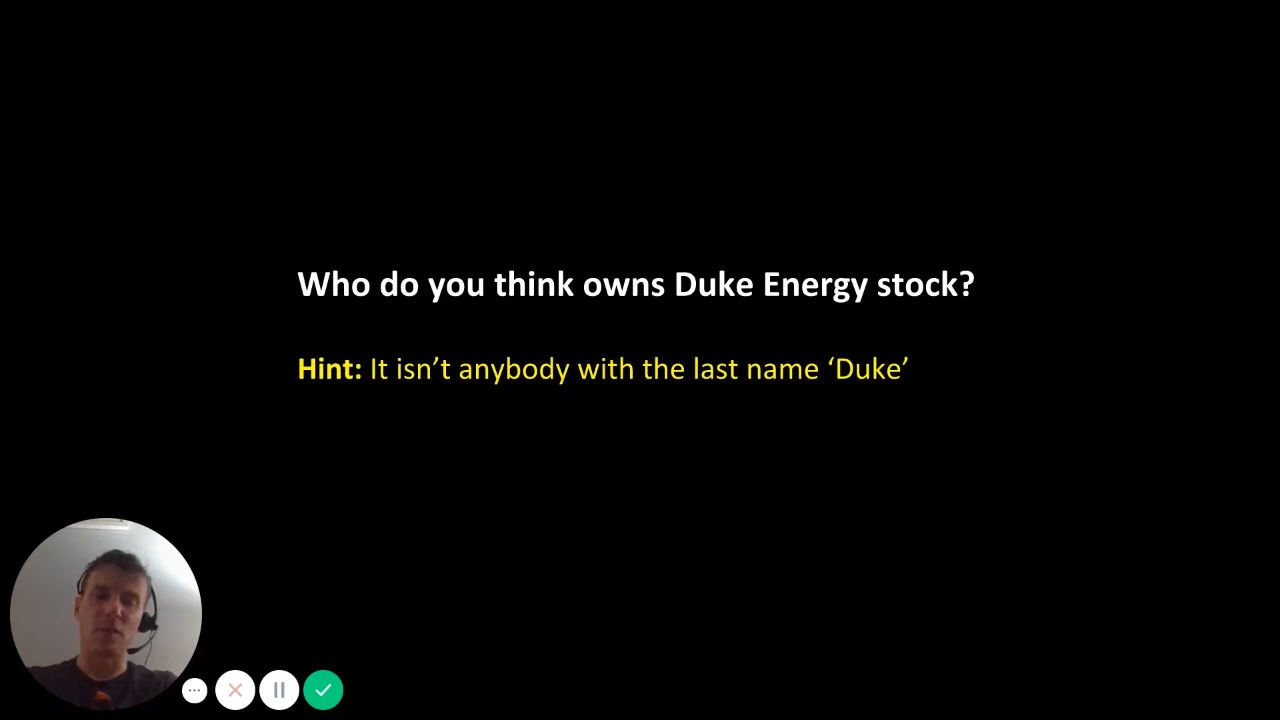 Who do you think owns Duke Energy stock?
Hint: It isn’t anybody with the last name ‘Duke’